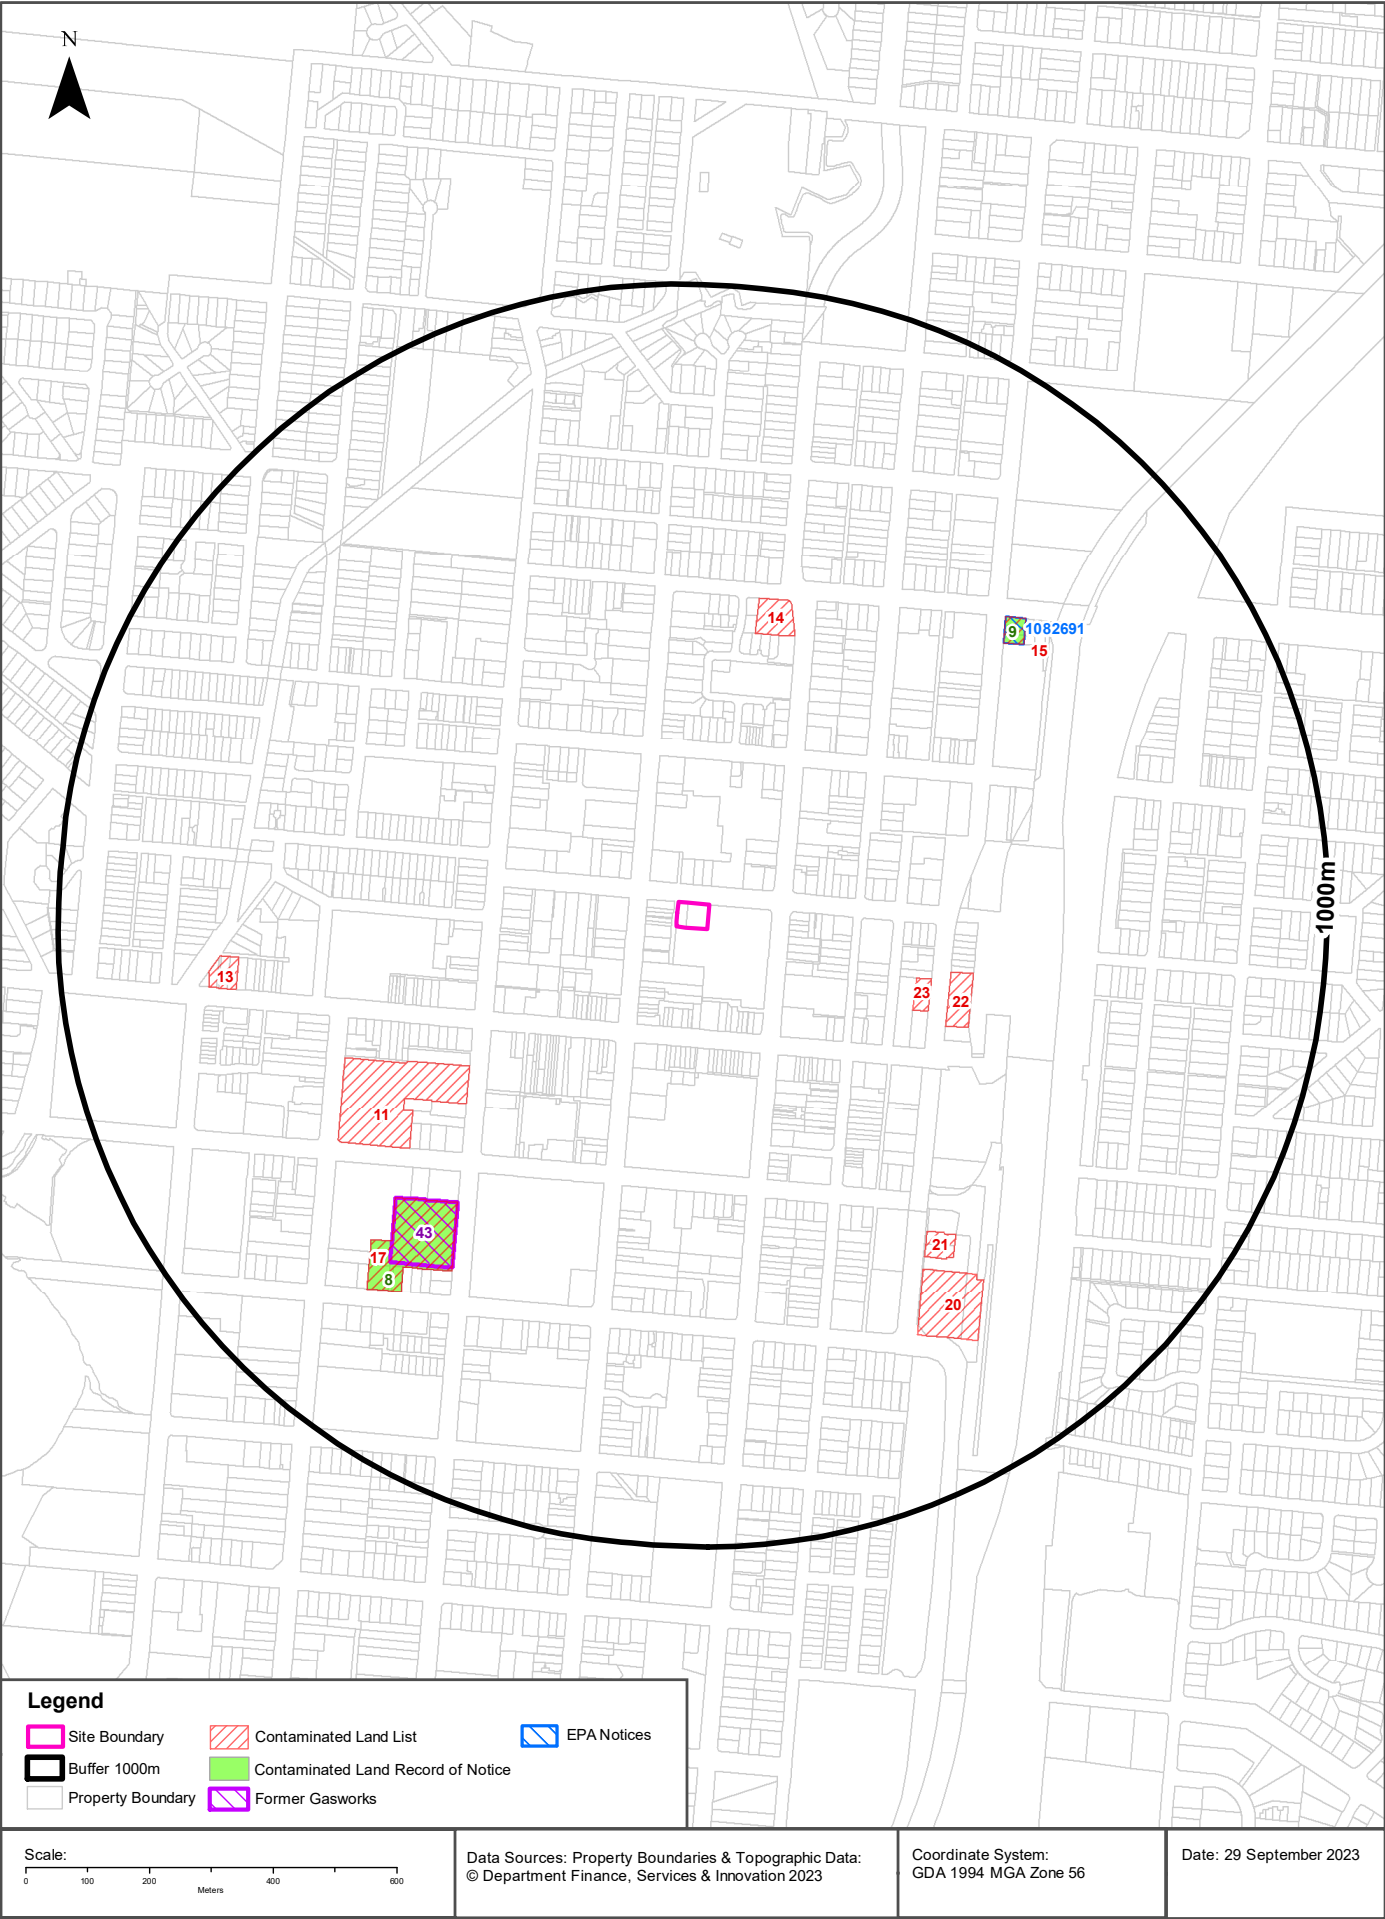 N
14
9
1082691
15
1000m
13
23
22
11
43
17
8
21
20
Legend
Site Boundary
Contaminated Land List
EPA Notices
Buffer 1000m
Contaminated Land Record of Notice
Property Boundary
Former Gasworks
Scale:
0 100 200 400 600
Meters
Data Sources: Property Boundaries & Topographic Data:
© Department Finance, Services & Innovation 2023
Coordinate System:
GDA 1994 MGA Zone 56
Date: 29 September 2023